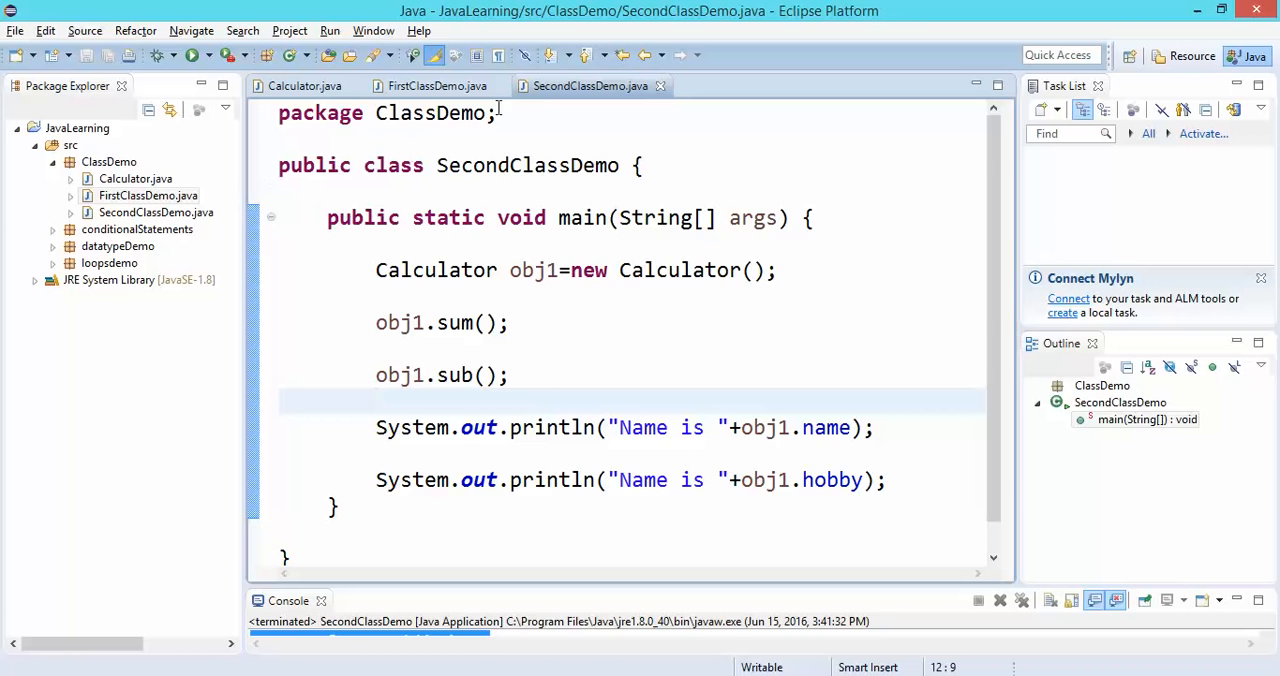 Java - JavaLearning/src/ClassDemo/SecondClassDemo.java - Eclipse Platform
File Edit Source Refactor Navigate Search Project Run Window Help
Quick Access Resource Java
Package Explorer
JavaLearning
src
ClassDemo
Calculator.java
FirstClassDemo.java
SecondClassDemo.java
conditionalStatements
datatypeDemo
loopsdemo
JRE System Library [JavaSE-1.8]
Calculator.java FirstClassDemo.java SecondClassDemo.java
package ClassDemo;
public class SecondClassDemo {
public static void main(String[] args) {
Calculator obj1=new Calculator();
obj1.sum();
obj1.sub();
System.out.println("Name is "+obj1.name);
System.out.println("Name is "+obj1.hobby);
}
}
Task List
Find All Activate...
Connect Mylyn
Connect to your task and ALM tools or
create a local task.
Outline
ClassDemo
SecondClassDemo
main(String[]) : void
Console
<terminated> SecondClassDemo [Java Application] C:\Program Files\Java\jre1.8.0_40\bin\javaw.exe (Jun 15, 2016, 3:41:32 PM)
Writable Smart Insert 12 : 9